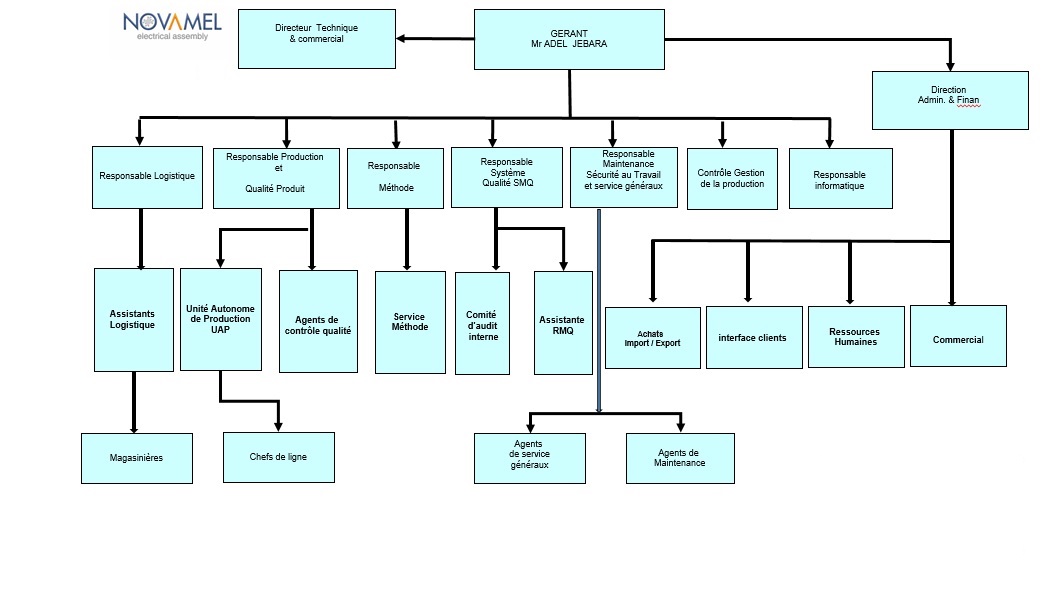 NOVAMEL
electrical assembly
Directeur Technique
& commercial
GERANT
Mr ADEL JEBARA
Direction
Admin. & Finan
Responsable Logistique
Responsable Production
et
Qualité Produit
Responsable
Méthode
Responsable
Système
Qualité SMQ
Responsable
Maintenance
Sécurité au Travail
et service généraux
Contrôle Gestion
de la production
Responsable
informatique
Assistants
Logistique
Unité Autonome
de Production
UAP
Agents de
contrôle qualité
Service
Méthode
Comité
d'audit
interne
Assistante
RMQ
Achats
Import / Export
interface clients
Ressources
Humaines
Commercial
Magasinières
Chefs de ligne
Agents
de service
généraux
Agents de
Maintenance